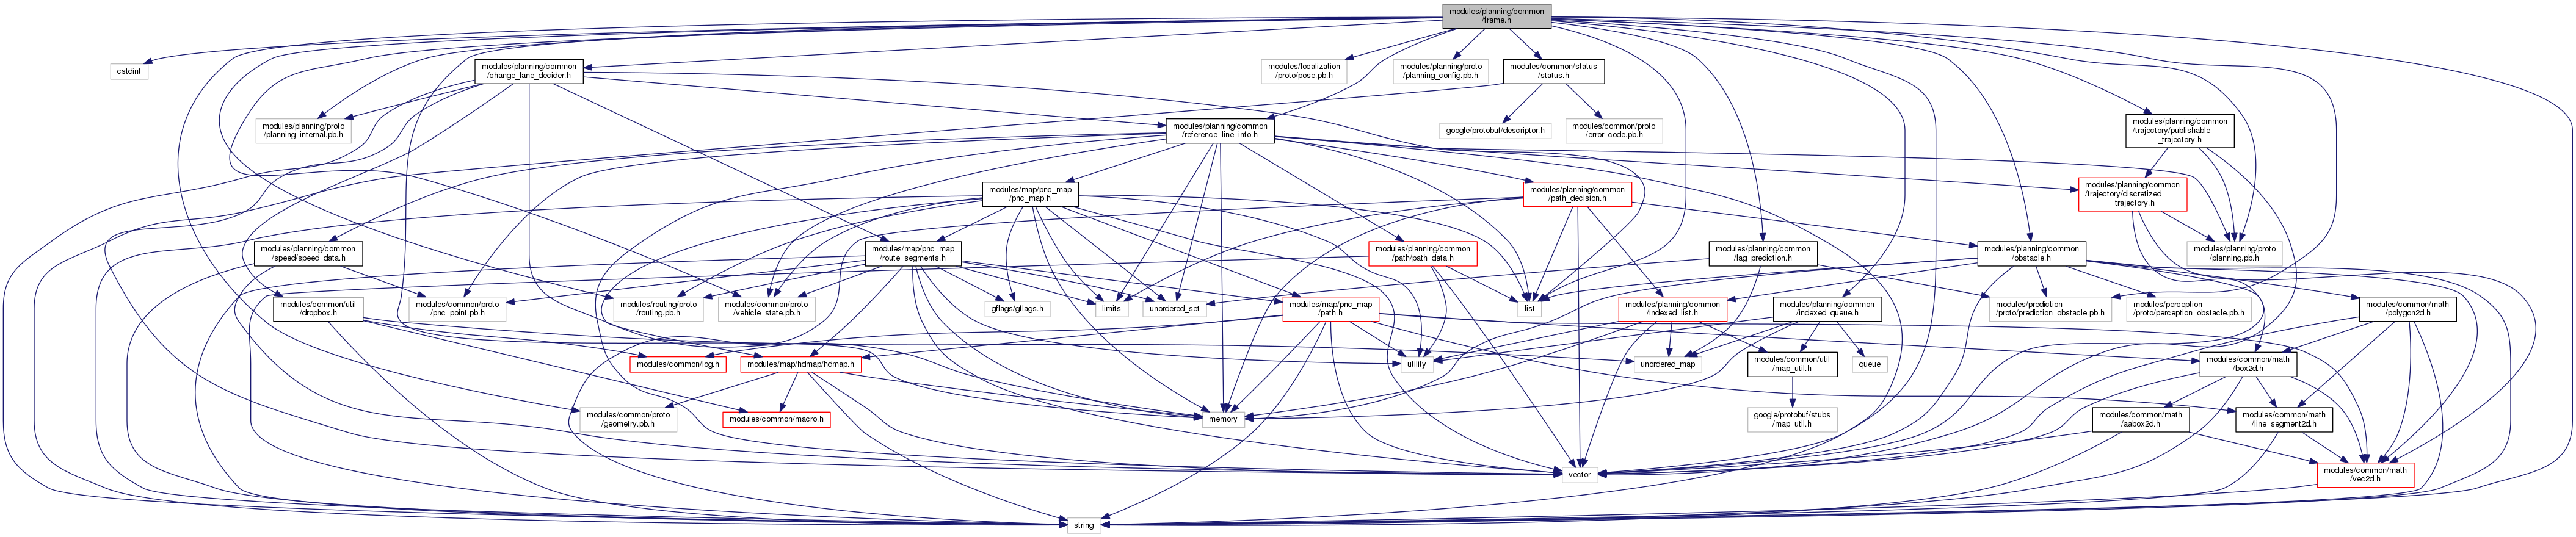 modules/planning/common
/frame.h
cstdint
modules/planning/common
/change_lane_decider.h
modules/localization
/proto/pose.pb.h
modules/planning/proto
/planning_config.pb.h
modules/common/status
/status.h
modules/planning/proto
/planning_internal.pb.h
modules/planning/common
/reference_line_info.h
google/protobuf/descriptor.h
modules/common/proto
/error_code.pb.h
modules/planning/common
/trajectory/publishable
_trajectory.h
modules/map/pnc_map
/pnc_map.h
modules/planning/common
/path_decision.h
modules/planning/common
/trajectory/discretized
_trajectory.h
modules/planning/common
/speed/speed_data.h
modules/map/pnc_map
/route_segments.h
modules/planning/common
/path/path_data.h
modules/planning/common
/lag_prediction.h
modules/planning/common
/obstacle.h
modules/planning/proto
/planning.pb.h
modules/common/util
/dropbox.h
modules/common/proto
/pnc_point.pb.h
modules/routing/proto
/routing.pb.h
modules/common/proto
/vehicle_state.pb.h
gflags/gflags.h
limits
unordered_set
modules/map/pnc_map
/path.h
list
modules/planning/common
/indexed_list.h
modules/planning/common
/indexed_queue.h
modules/prediction
/proto/prediction_obstacle.pb.h
modules/perception
/proto/perception_obstacle.pb.h
modules/common/math
/polygon2d.h
modules/common/log.h
modules/map/hdmap/hdmap.h
utility
unordered_map
modules/common/util
/map_util.h
queue
modules/common/math
/box2d.h
modules/common/proto
/geometry.pb.h
modules/common/macro.h
memory
google/protobuf/stubs
/map_util.h
modules/common/math
/aabox2d.h
modules/common/math
/line_segment2d.h
vector
modules/common/math
/vec2d.h
string